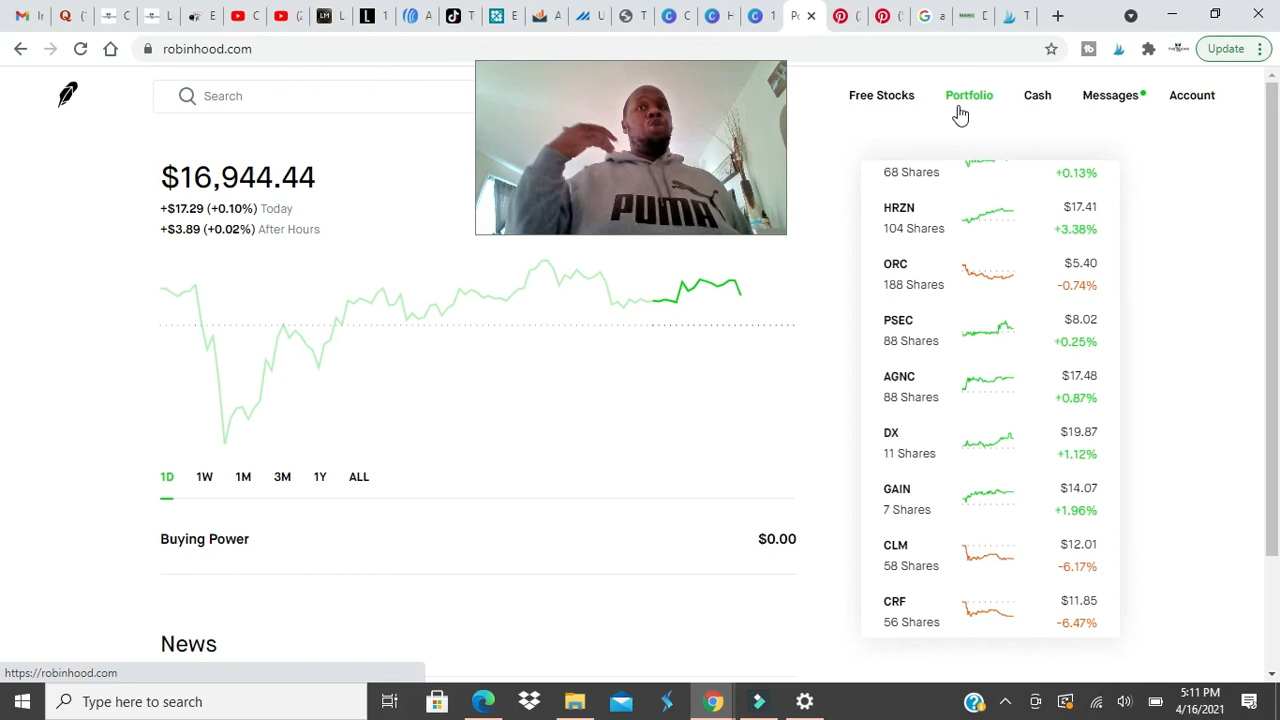 robinhood.com
Update
Search
Free Stocks Portfolio Cash Messages Account
$16,944.44
+$17.29 (+0.10%) Today
+$3.89 (+0.02%) After Hours
PUMA
1D 1W 1M 3M 1Y ALL
Buying Power $0.00
News
68 Shares +0.13%
HRZN $17.41
104 Shares +3.38%
ORC $5.40
188 Shares -0.74%
PSEC $8.02
88 Shares +0.25%
AGNC $17.48
88 Shares +0.87%
DX $19.87
11 Shares +1.12%
GAIN $14.07
7 Shares +1.96%
CLM $12.01
58 Shares -6.17%
CRF $11.85
56 Shares -6.47%
https://robinhood.com
Type here to search
5:11 PM
4/16/2021